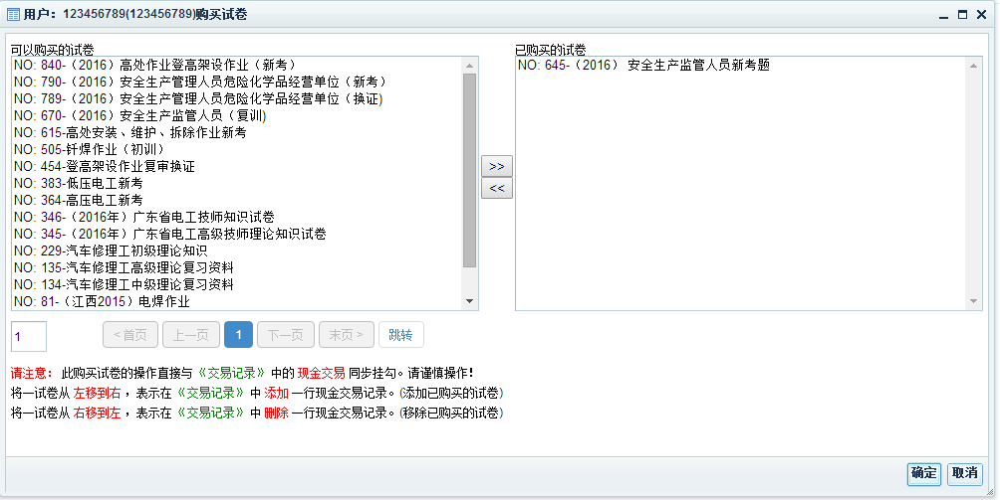 用户：123456789(123456789)购买试卷
可以购买的试卷
NO: 840-（2016）高处作业登高架设作业（新考）
NO: 790-（2016）安全生产管理人员危险化学品经营单位（新考）
NO: 789-（2016）安全生产管理人员危险化学品经营单位（换证)
NO: 670-（2016）安全生产监管人员（复训)
NO: 615-高处安装、维护、拆除作业新考
NO: 505-钎焊作业（初训）
NO: 454-登高架设作业复审换证
NO: 383-低压电工新考
NO: 364-高压电工新考
NO: 346-（2016年）广东省电工技师知识试卷
NO: 345-（2016年）广东省电工高级技师理论知识试卷
NO: 229-汽车修理工初级理论知识
NO: 135-汽车修理工高级理论复习资料
NO: 134-汽车修理工中级理论复习资料
NO: 81-（江西2015）电焊作业
>>
<<
已购买的试卷
NO: 645-（2016） 安全生产监管人员新考题
1 <首页 上一页 1 下一页 末页> 跳转
请注意： 此购买试卷的操作直接与《交易记录》中的 现金交易 同步挂勾。请谨慎操作!
将一试卷从 左移到右 ，表示在《交易记录》中 添加 一行现金交易记录。(添加已购买的试卷)
将一试卷从 右移到左 ，表示在《交易记录》中 删除 一行现金交易记录。(移除已购买的试卷)
确定 取消